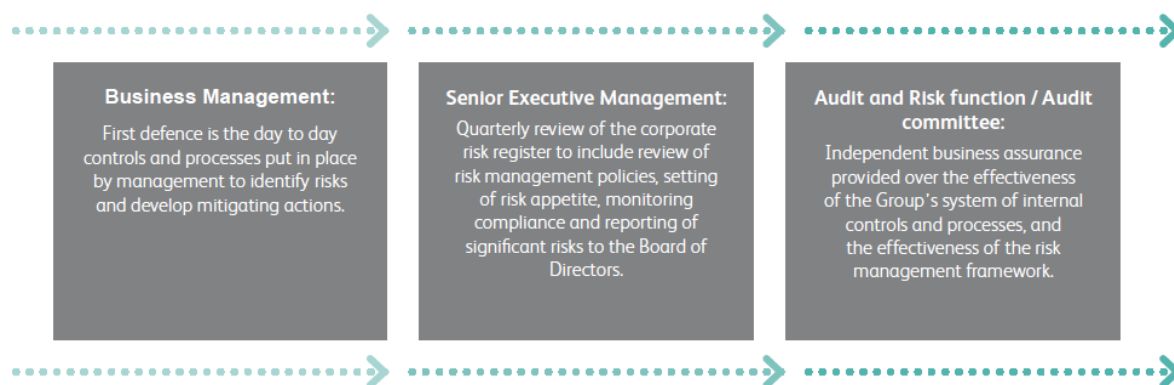 Business Management:
First defence is the day to day
controls and processes put in place
by management to identify risks
and develop mitigating actions.
Senior Executive Management:
Quarterly review of the corporate
risk register to include review of
risk management policies, setting
of risk appetite, monitoring
compliance and reporting of
significant risks to the Board of
Directors.
Audit and Risk function / Audit
committee:
Independent business assurance
provided over the effectiveness
of the Group's system of internal
controls and processes, and
the effectiveness of the risk
management framework.